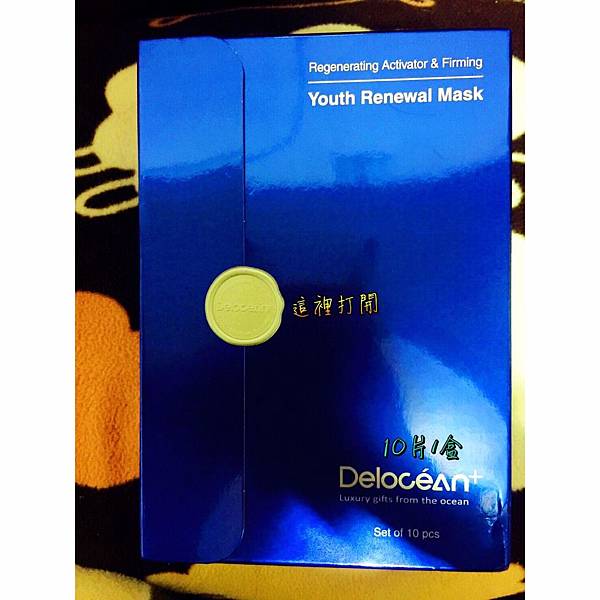 Regenerating Activator & Firming
Youth Renewal Mask
Delocéan
這裡打開
10片1盒
Delocéan+
Luxury gifts from the ocean
Set of 10 pcs